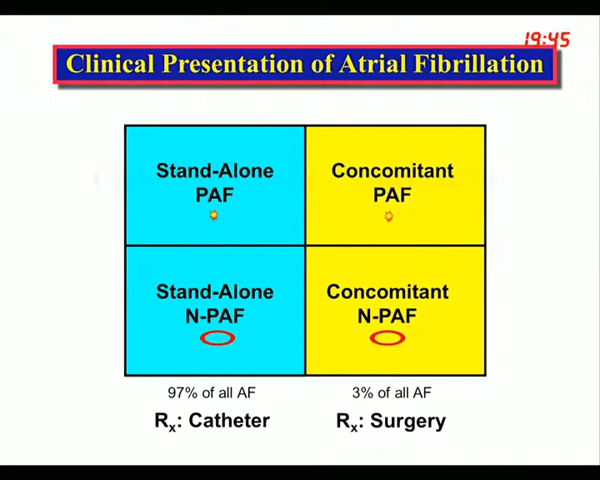 19:45
Clinical Presentation of Atrial Fibrillation
Stand-Alone
PAF
Concomitant
PAF
Stand-Alone
N-PAF
Concomitant
N-PAF
97% of all AF
3% of all AF
Rx: Catheter
Rx: Surgery